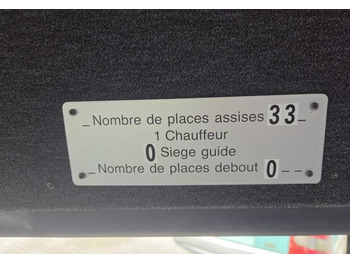 _ Nombre de places assises 33 _
1 Chauffeur
0 Siege guide
_ Nombre de places debout 0 _ _